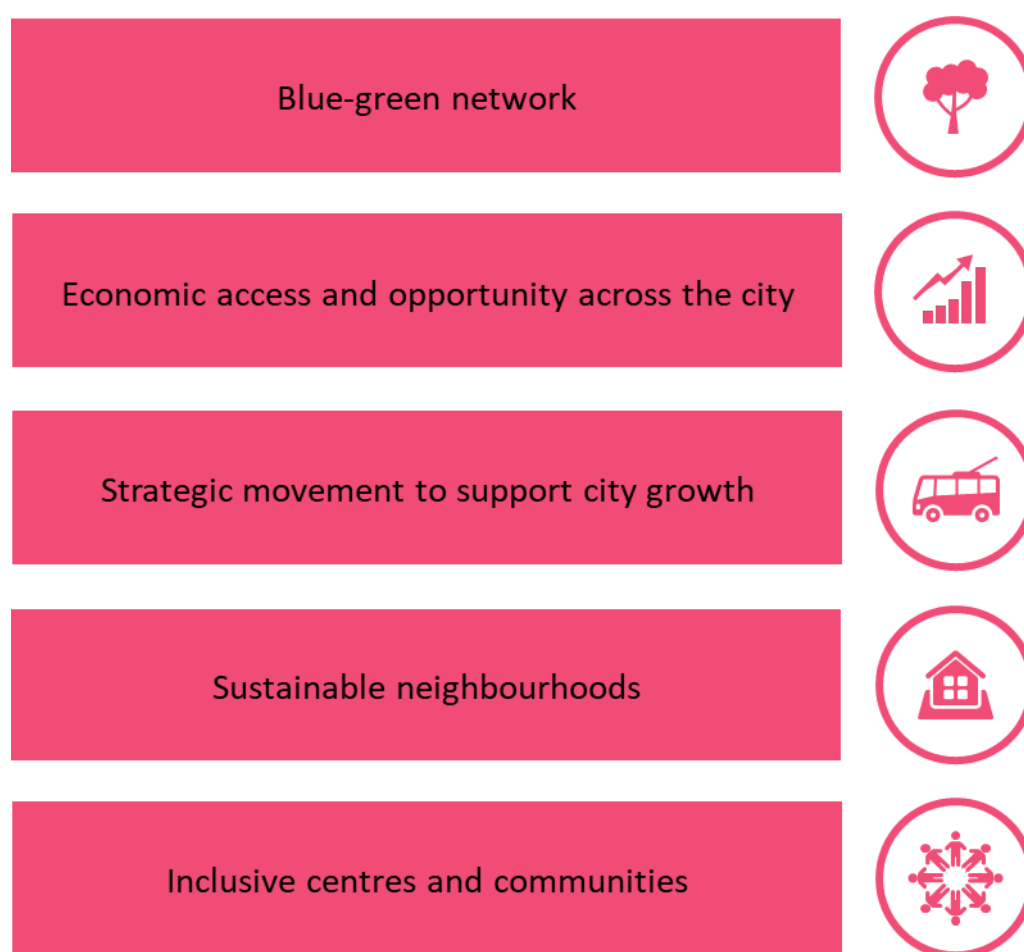 Blue-green network
Economic access and opportunity across the city
Strategic movement to support city growth
Sustainable neighbourhoods
Inclusive centres and communities